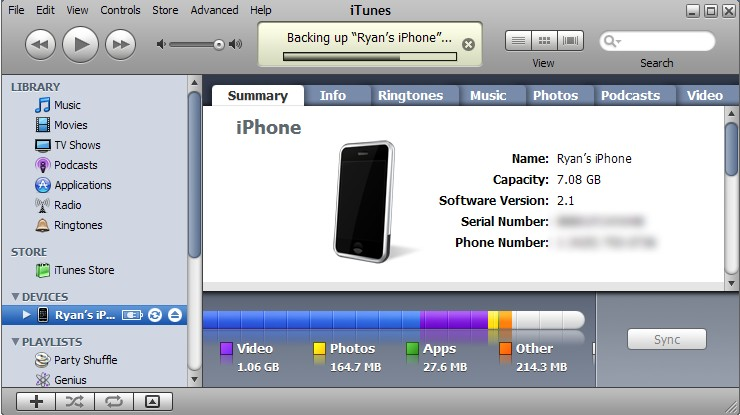 File Edit View Controls Store Advanced Help
iTunes
Backing up “Ryan’s iPhone”...
View
Search
LIBRARY
Music
Movies
TV Shows
Podcasts
Applications
Radio
Ringtones
STORE
iTunes Store
DEVICES
Ryan’s iP...
PLAYLISTS
Party Shuffle
Genius
Summary Info Ringtones Music Photos Podcasts Video
iPhone
Name: Ryan’s iPhone
Capacity: 7.08 GB
Software Version: 2.1
Serial Number:
Phone Number:
Video Photos Apps Other
1.06 GB 164.7 MB 27.6 MB 214.3 MB
Sync